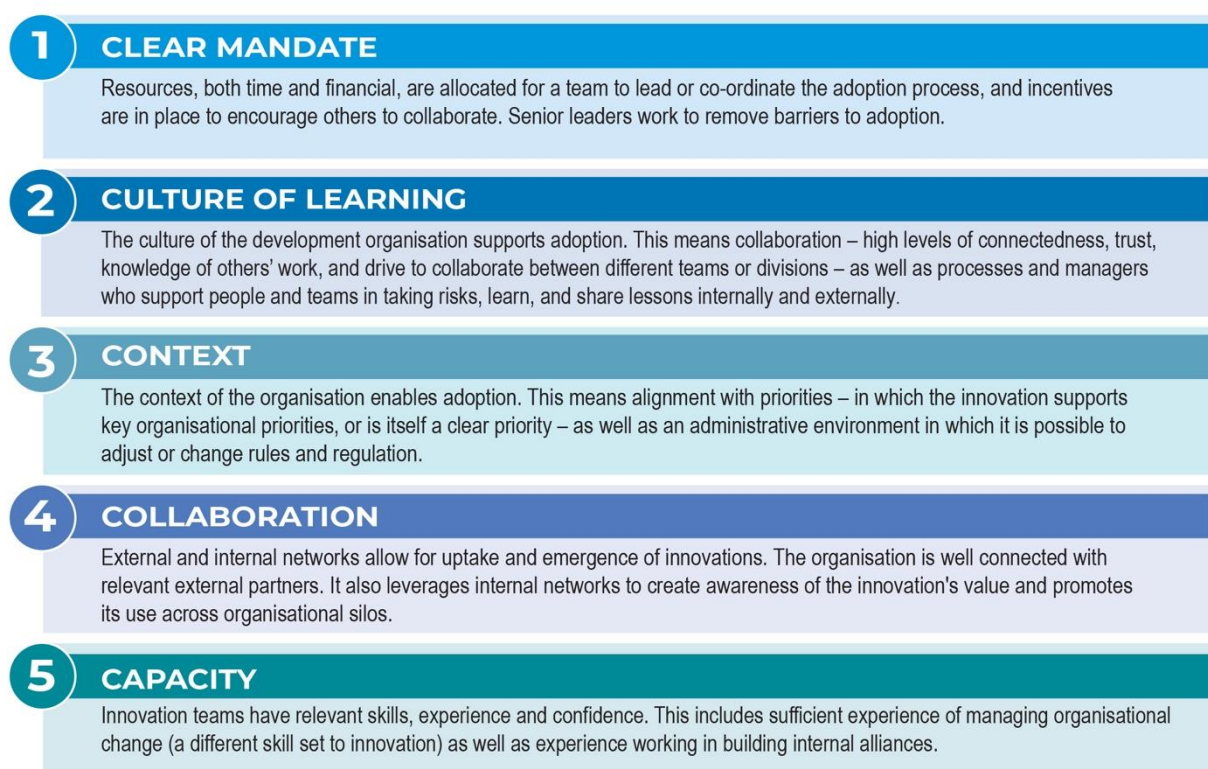 1
CLEAR MANDATE
Resources, both time and financial, are allocated for a team to lead or co-ordinate the adoption process, and incentives
are in place to encourage others to collaborate. Senior leaders work to remove barriers to adoption.
2
CULTURE OF LEARNING
The culture of the development organisation supports adoption. This means collaboration – high levels of connectedness, trust,
knowledge of others’ work, and drive to collaborate between different teams or divisions – as well as processes and managers
who support people and teams in taking risks, learn, and share lessons internally and externally.
3
CONTEXT
The context of the organisation enables adoption. This means alignment with priorities – in which the innovation supports
key organisational priorities, or is itself a clear priority – as well as an administrative environment in which it is possible to
adjust or change rules and regulation.
4
COLLABORATION
External and internal networks allow for uptake and emergence of innovations. The organisation is well connected with
relevant external partners. It also leverages internal networks to create awareness of the innovation's value and promotes
its use across organisational silos.
5
CAPACITY
Innovation teams have relevant skills, experience and confidence. This includes sufficient experience of managing organisational
change (a different skill set to innovation) as well as experience working in building internal alliances.